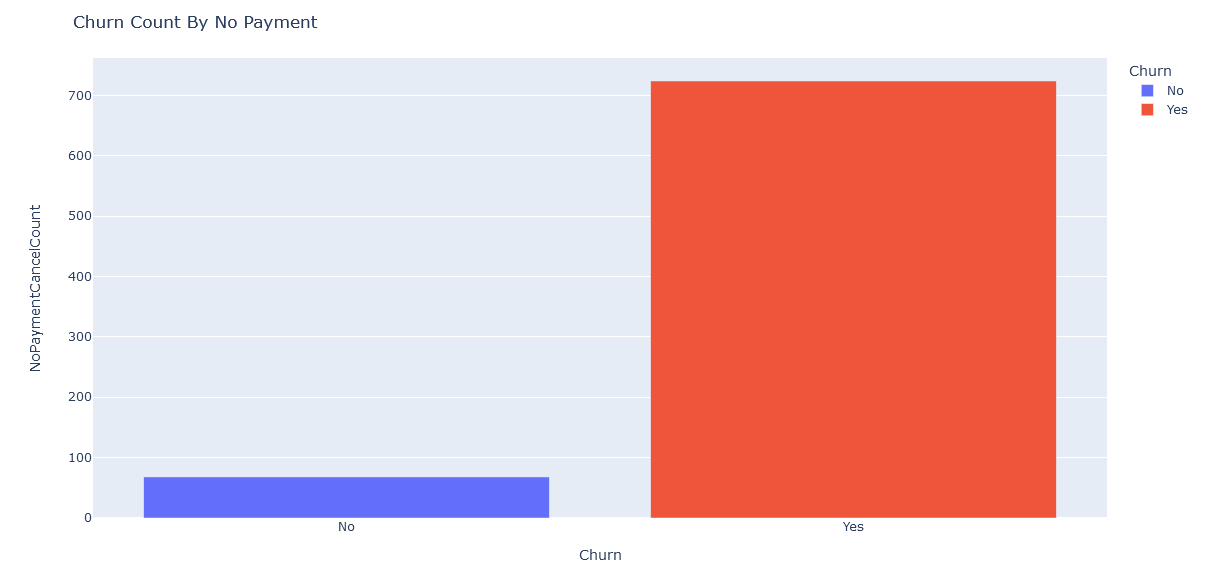 Churn Count By No Payment
Churn
No
Yes
700
600
500
400
300
200
100
0
NoPaymentCancelCount
No
Yes
Churn